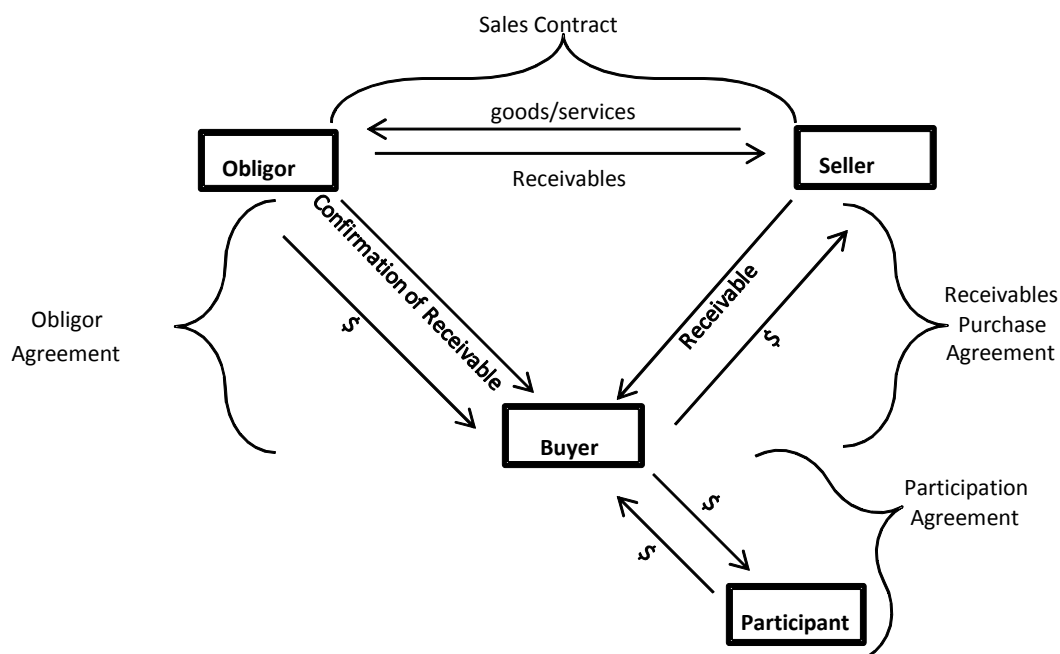 Sales Contract
goods/services
Obligor
Seller
Receivables
Confirmation of Receivable
$
Receivable
$
Obligor
Agreement
Receivables
Purchase
Agreement
Buyer
$
$
Participation
Agreement
Participant